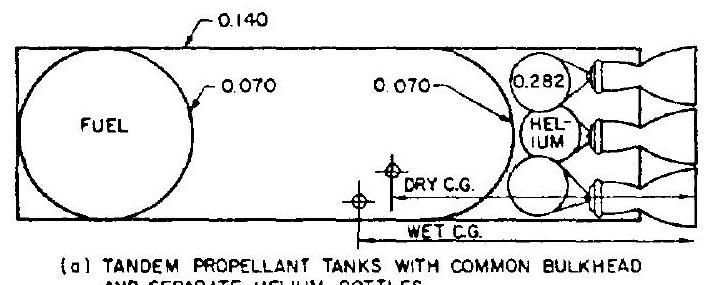 0.140
0.070
0.070
0.282
FUEL
HEL-
IUM
DRY C.G.
WET C.G.
(a) TANDEM PROPELLANT TANKS WITH COMMON BULKHEAD
AND SEPARATE HELIUM BOTTLES